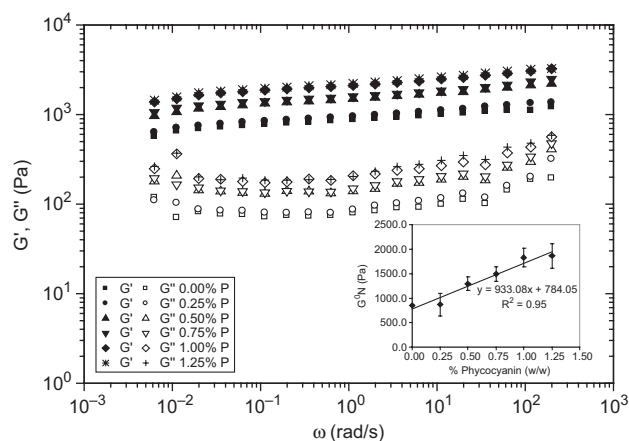 10⁴
10³
10²
10¹
10⁰
G', G" (Pa)
10⁻³ 10⁻² 10⁻¹ 10⁰ 10¹ 10² 10³
ω (rad/s)
G' G" 0.00% P
G' G" 0.25% P
G' G" 0.50% P
G' G" 0.75% P
G' G" 1.00% P
G' G" 1.25% P
2500.0
2000.0
1500.0
1000.0
500.0
0.0
G⁰N (Pa)
y = 933.08x + 784.05
R² = 0.95
0.00 0.25 0.50 0.75 1.00 1.25 1.50
% Phycocyanin (w/w)